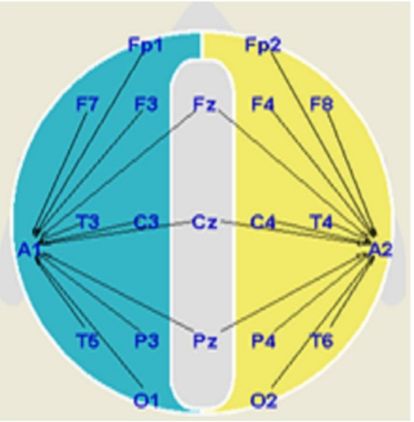 Fp1 Fp2
F7 F3 Fz F4 F8
T3 C3 Cz C4 T4
A1 A2
T5 P3 Pz P4 T6
O1 O2